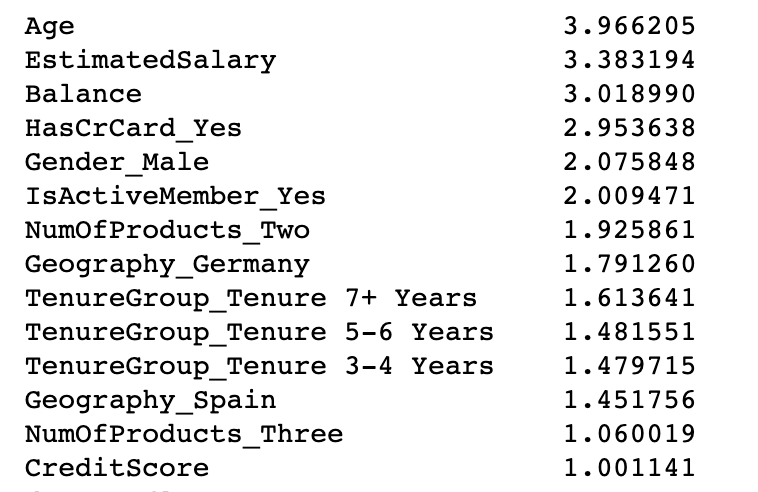 Age 3.966205
EstimatedSalary 3.383194
Balance 3.018990
HasCrCard_Yes 2.953638
Gender_Male 2.075848
IsActiveMember_Yes 2.009471
NumOfProducts_Two 1.925861
Geography_Germany 1.791260
TenureGroup_Tenure 7+ Years 1.613641
TenureGroup_Tenure 5-6 Years 1.481551
TenureGroup_Tenure 3-4 Years 1.479715
Geography_Spain 1.451756
NumOfProducts_Three 1.060019
CreditScore 1.001141